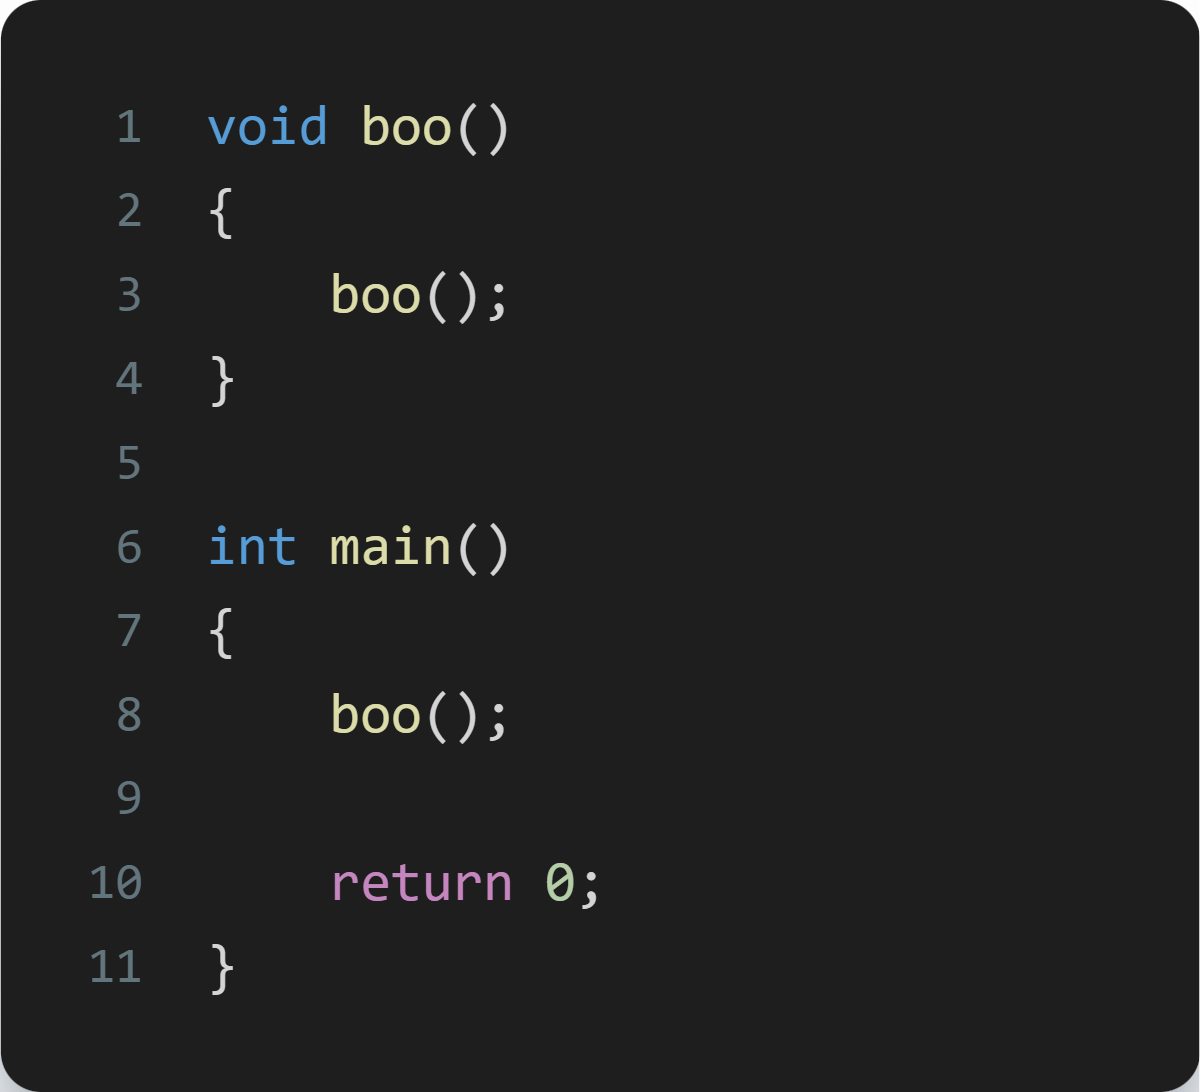 1 void boo()
2 {
3     boo();
4 }
5
6 int main()
7 {
8     boo();
9
10     return 0;
11 }